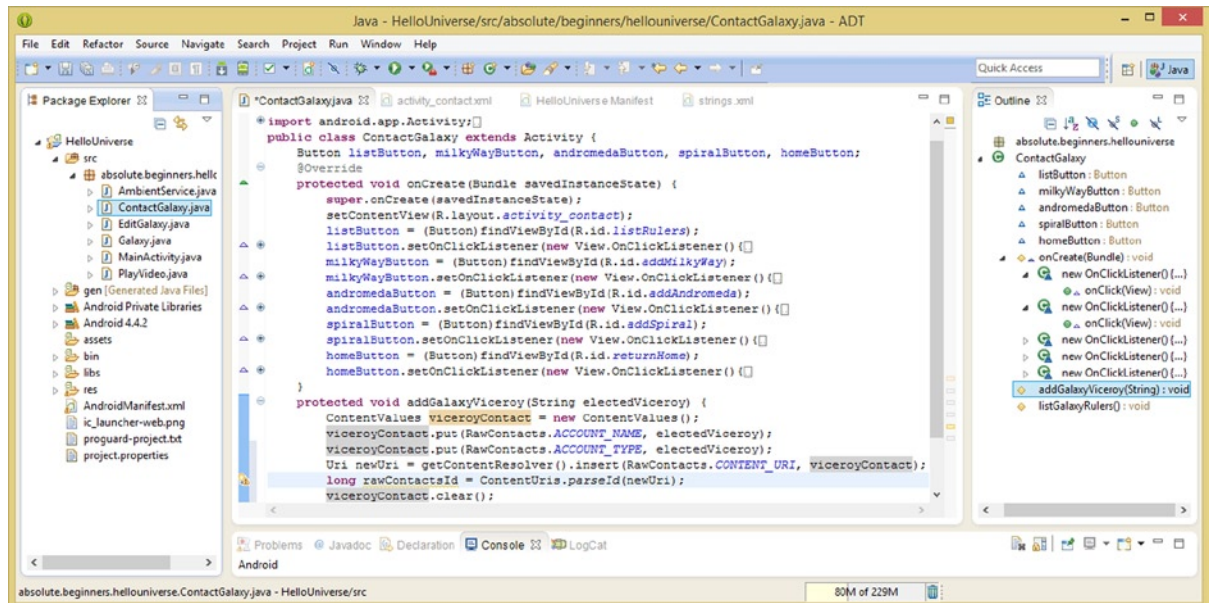 Java - HelloUniverse/src/absolute/beginners/hellouniverse/ContactGalaxy.java - ADT
File Edit Refactor Source Navigate Search Project Run Window Help
Quick Access
Java
Package Explorer
HelloUniverse
src
absolute.beginners.hellc
AmbientService.java
ContactGalaxy.java
EditGalaxy.java
Galaxy.java
MainActivity.java
PlayVideo.java
gen [Generated Java Files]
Android Private Libraries
Android 4.4.2
assets
bin
libs
res
AndroidManifest.xml
ic_launcher-web.png
proguard-project.txt
project.properties
*ContactGalaxy.java activity_contact.xml HelloUniverse Manifest strings.xml
import android.app.Activity;
public class ContactGalaxy extends Activity {
Button listButton, milkyWayButton, andromedaButton, spiralButton, homeButton;
@Override
protected void onCreate(Bundle savedInstanceState) {
super.onCreate(savedInstanceState);
setContentView(R.layout.activity_contact);
listButton = (Button)findViewById(R.id.listRulers);
listButton.setOnClickListener(new View.OnClickListener(){
milkyWayButton = (Button)findViewById(R.id.addMilkyWay);
milkyWayButton.setOnClickListener(new View.OnClickListener(){
andromedaButton = (Button)findViewById(R.id.addAndromeda);
andromedaButton.setOnClickListener(new View.OnClickListener(){
spiralButton = (Button)findViewById(R.id.addSpiral);
spiralButton.setOnClickListener(new View.OnClickListener(){
homeButton = (Button)findViewById(R.id.returnHome);
homeButton.setOnClickListener(new View.OnClickListener(){
}
protected void addGalaxyViceroy(String electedViceroy) {
ContentValues viceroyContact = new ContentValues();
viceroyContact.put(RawContacts.ACCOUNT_NAME, electedViceroy);
viceroyContact.put(RawContacts.ACCOUNT_TYPE, electedViceroy);
Uri newUri = getContentResolver().insert(RawContacts.CONTENT_URI, viceroyContact);
long rawContactsId = ContentUris.parseId(newUri);
viceroyContact.clear();
Outline
absolute.beginners.hellouniverse
ContactGalaxy
listButton : Button
milkyWayButton : Button
andromedaButton : Button
spiralButton : Button
homeButton : Button
onCreate(Bundle) : void
new OnClickListener() {...}
onClick(View) : void
new OnClickListener() {...}
onClick(View) : void
new OnClickListener() {...}
new OnClickListener() {...}
new OnClickListener() {...}
addGalaxyViceroy(String) : void
listGalaxyRulers() : void
Problems Javadoc Declaration Console LogCat
Android
absolute.beginners.hellouniverse.ContactGalaxy.java - HelloUniverse/src
80M of 229M